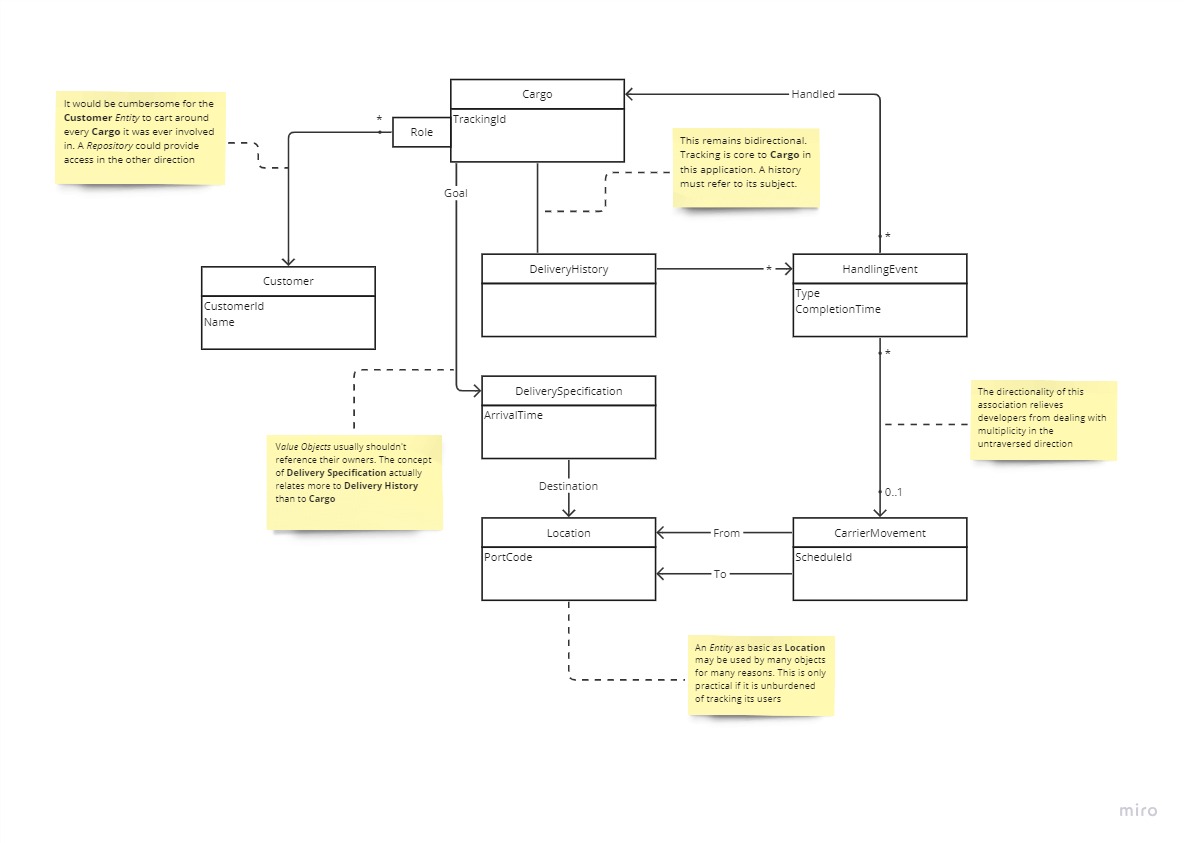 Cargo
TrackingId
Role
*
Handled
It would be cumbersome for the
Customer Entity to cart around
every Cargo it was ever involved
in. A Repository could provide
access in the other direction
This remains bidirectional.
Tracking is core to Cargo in
this application. A history
must refer to its subject.
Goal
*
Customer
CustomerId
Name
DeliveryHistory
*
HandlingEvent
Type
CompletionTime
*
DeliverySpecification
ArrivalTime
The directionality of this
association relieves
developers from dealing with
multiplicity in the
untraversed direction
Value Objects usually shouldn't
reference their owners. The concept
of Delivery Specification actually
relates more to Delivery History
than to Cargo
Destination
0..1
Location
PortCode
From
To
CarrierMovement
ScheduleId
An Entity as basic as Location
may be used by many objects
for many reasons. This is only
practical if it is unburdened
of tracking its users
miro